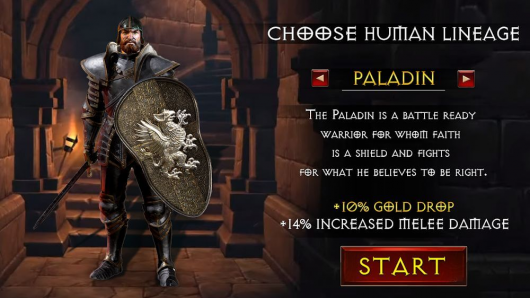 CHOOSE HUMAN LINEAGE
PALADIN
THE PALADIN IS A BATTLE READY
WARRIOR FOR WHOM FAITH
IS A SHIELD AND FIGHTS
FOR WHAT HE BELIEVES TO BE RIGHT.
+10% GOLD DROP
+14% INCREASED MELEE DAMAGE
START